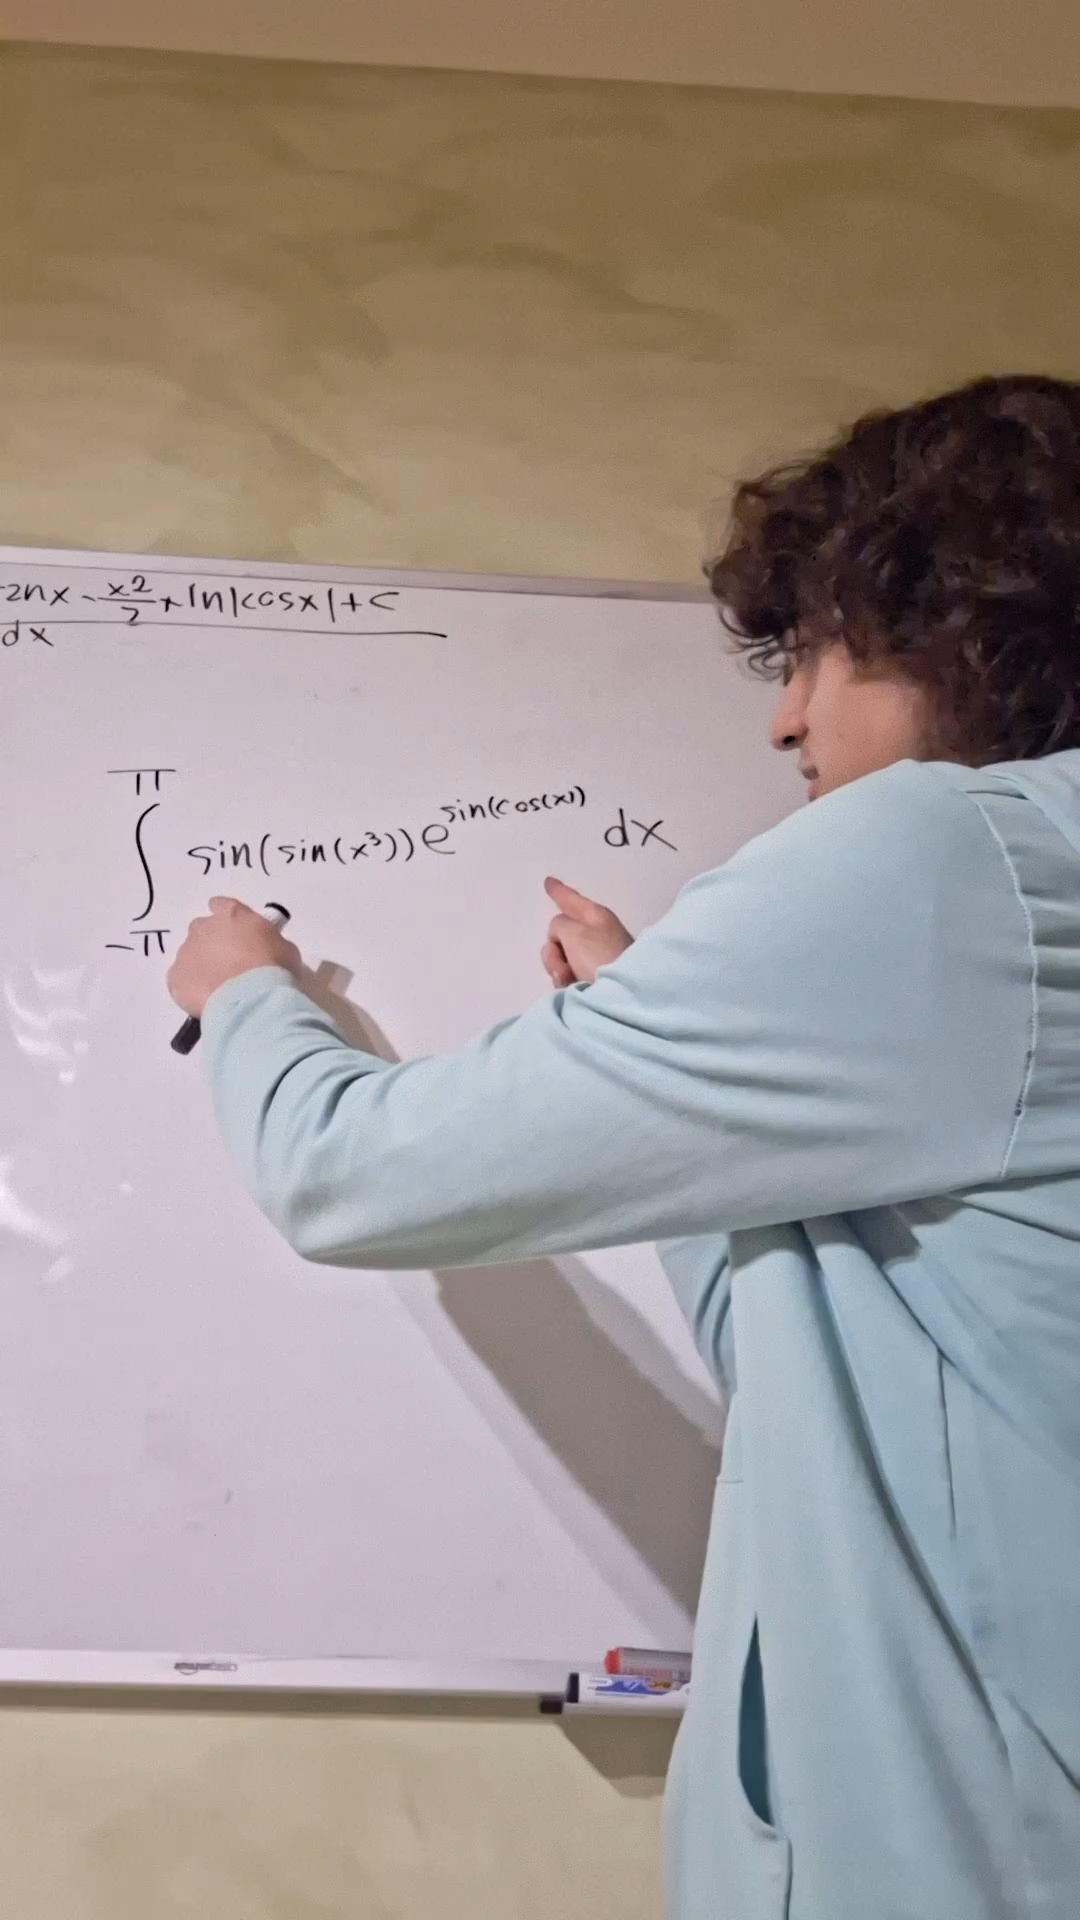 -2nx - x2/2 + ln|cosx| + C
dx
π
∫ sin(sin(x³))e^sin(cos(x)) dx
-π